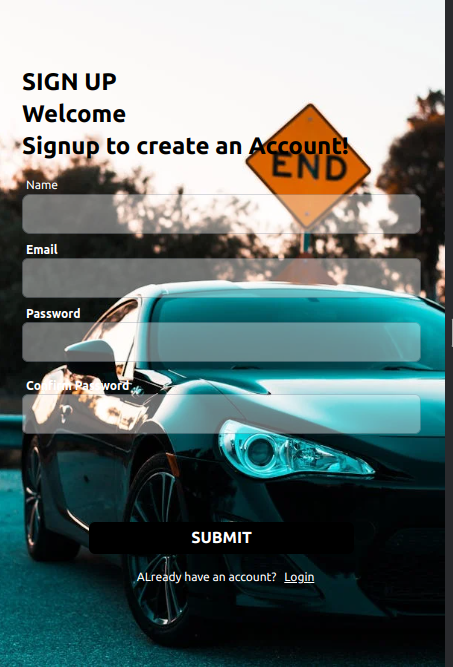 SIGN UP
Welcome
Signup to create an Account!
END
Name
Email
Password
Confirm Password
SUBMIT
ALready have an account? Login